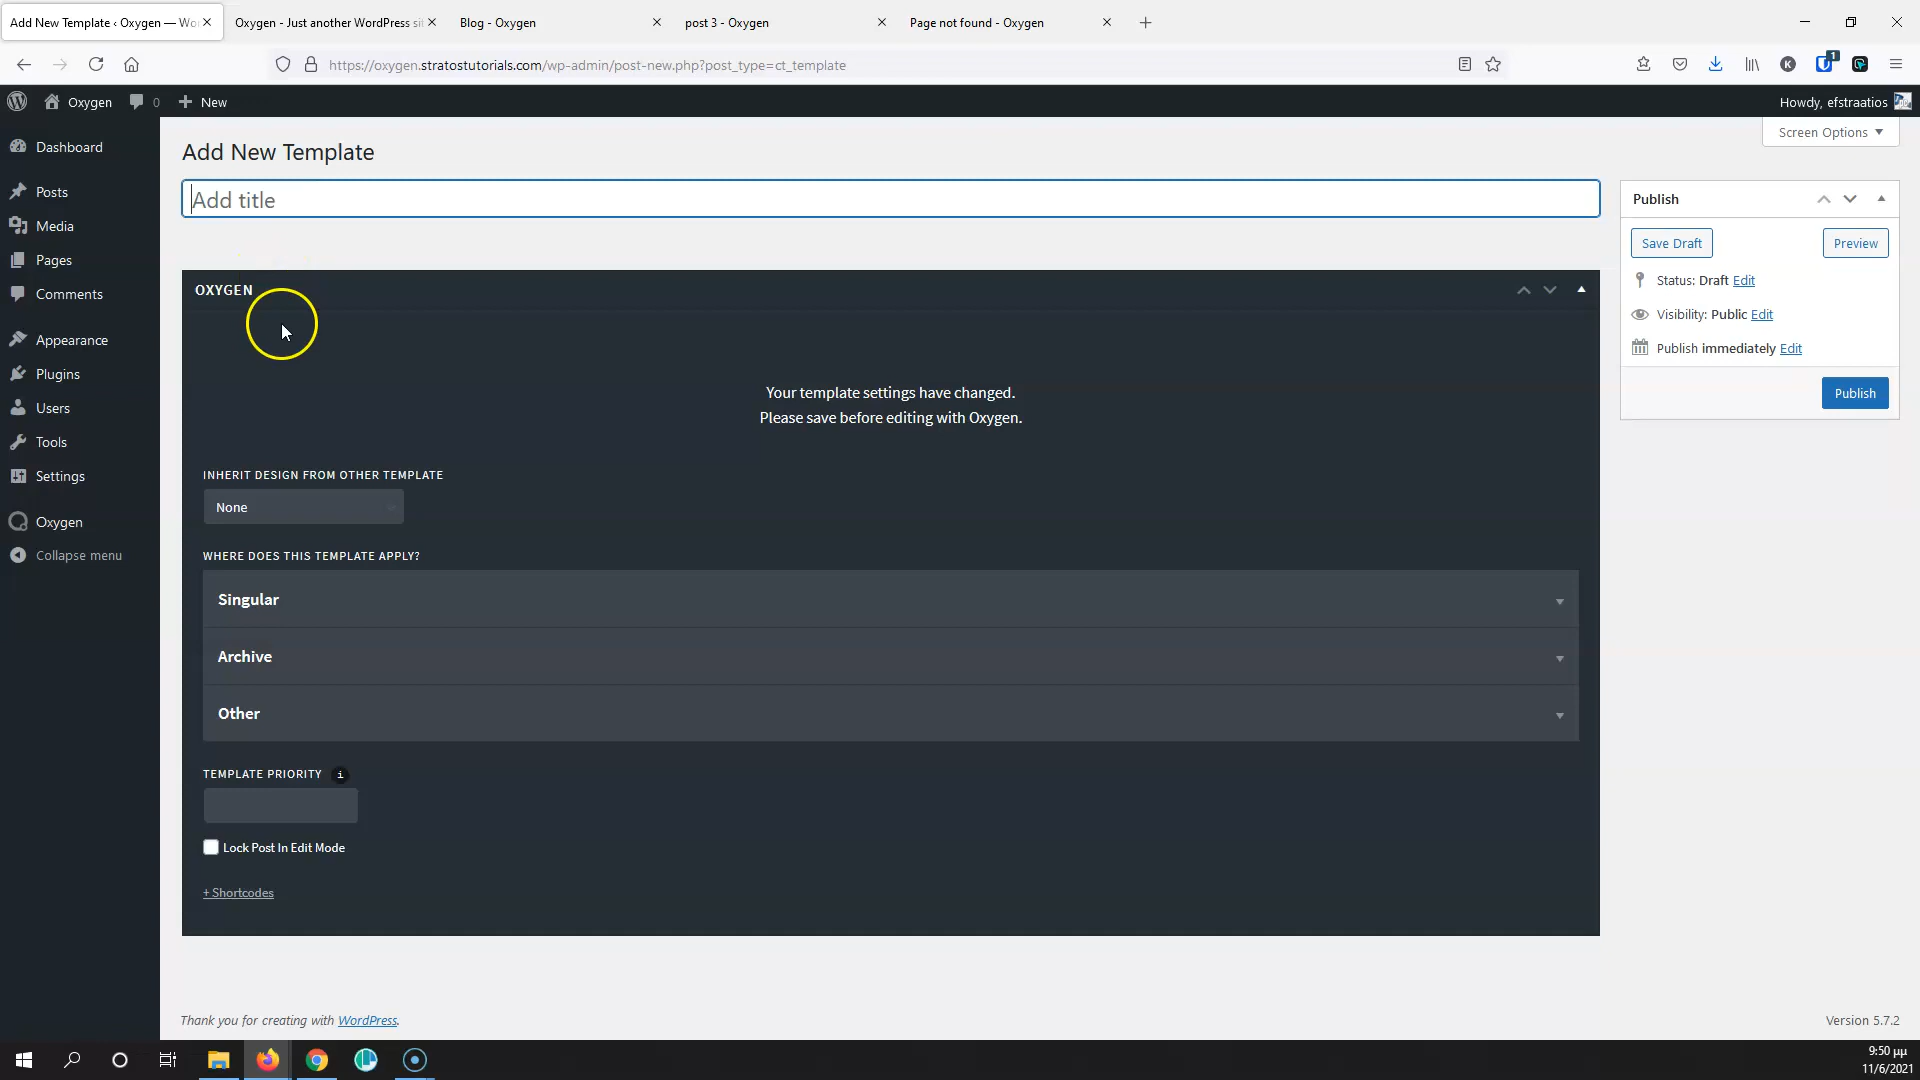 Add New Template ‹ Oxygen — Wo
Oxygen - Just another WordPress sit
Blog - Oxygen
post 3 - Oxygen
Page not found - Oxygen
https://oxygen.stratostutorials.com/wp-admin/post-new.php?post_type=ct_template
K
1
Oxygen
0
New
Howdy, efstraatios
Screen Options
Dashboard
Posts
Media
Pages
Comments
Appearance
Plugins
Users
Tools
Settings
Oxygen
Collapse menu
Add New Template
Add title
OXYGEN
Your template settings have changed.
Please save before editing with Oxygen.
INHERIT DESIGN FROM OTHER TEMPLATE
None
WHERE DOES THIS TEMPLATE APPLY?
Singular
Archive
Other
TEMPLATE PRIORITY i
Lock Post In Edit Mode
+ Shortcodes
Publish
Save Draft
Preview
Status: Draft Edit
Visibility: Public Edit
Publish immediately Edit
Publish
Thank you for creating with WordPress.
Version 5.7.2
9:50 μμ
11/6/2021